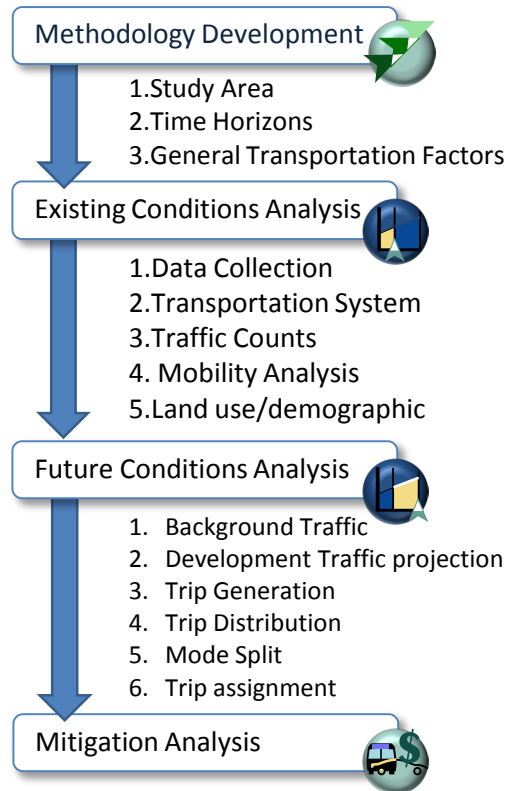 Methodology Development
1.Study Area
2.Time Horizons
3.General Transportation Factors
Existing Conditions Analysis
1.Data Collection
2.Transportation System
3.Traffic Counts
4. Mobility Analysis
5.Land use/demographic
Future Conditions Analysis
1. Background Traffic
2. Development Traffic projection
3. Trip Generation
4. Trip Distribution
5. Mode Split
6. Trip assignment
Mitigation Analysis
$